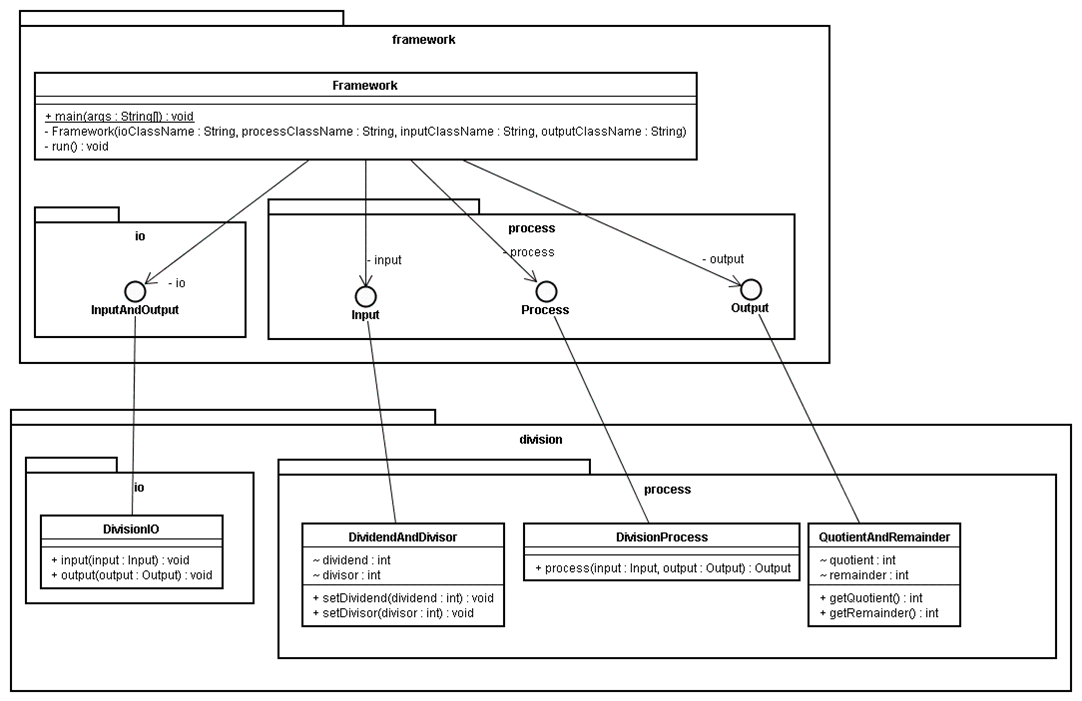 framework
Framework
+ main(args : String[]) : void
- Framework(ioClassName : String, processClassName : String, inputClassName : String, outputClassName : String)
- run() : void
io
process
- io
- input
- process
- output
InputAndOutput
Input
Process
Output
division
io
process
DivisionIO
+ input(input : Input) : void
+ output(output : Output) : void
DividendAndDivisor
~ dividend : int
~ divisor : int
+ setDividend(dividend : int) : void
+ setDivisor(divisor : int) : void
DivisionProcess
+ process(input : Input, output : Output) : Output
QuotientAndRemainder
~ quotient : int
~ remainder : int
+ getQuotient() : int
+ getRemainder() : int